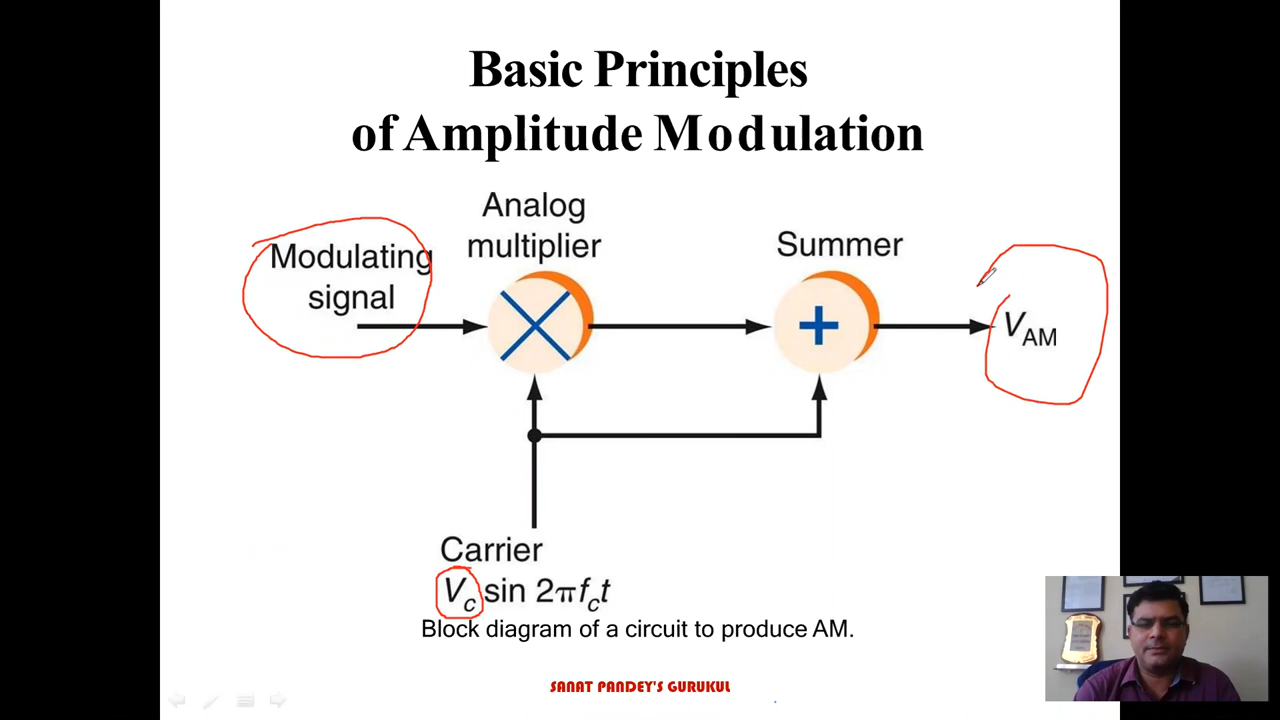 Basic Principles
of Amplitude Modulation
Analog
multiplier
Summer
Modulating
signal
V_AM
Carrier
V_c sin 2πf_c t
Block diagram of a circuit to produce AM.
SANAT PANDEY'S GURUKUL